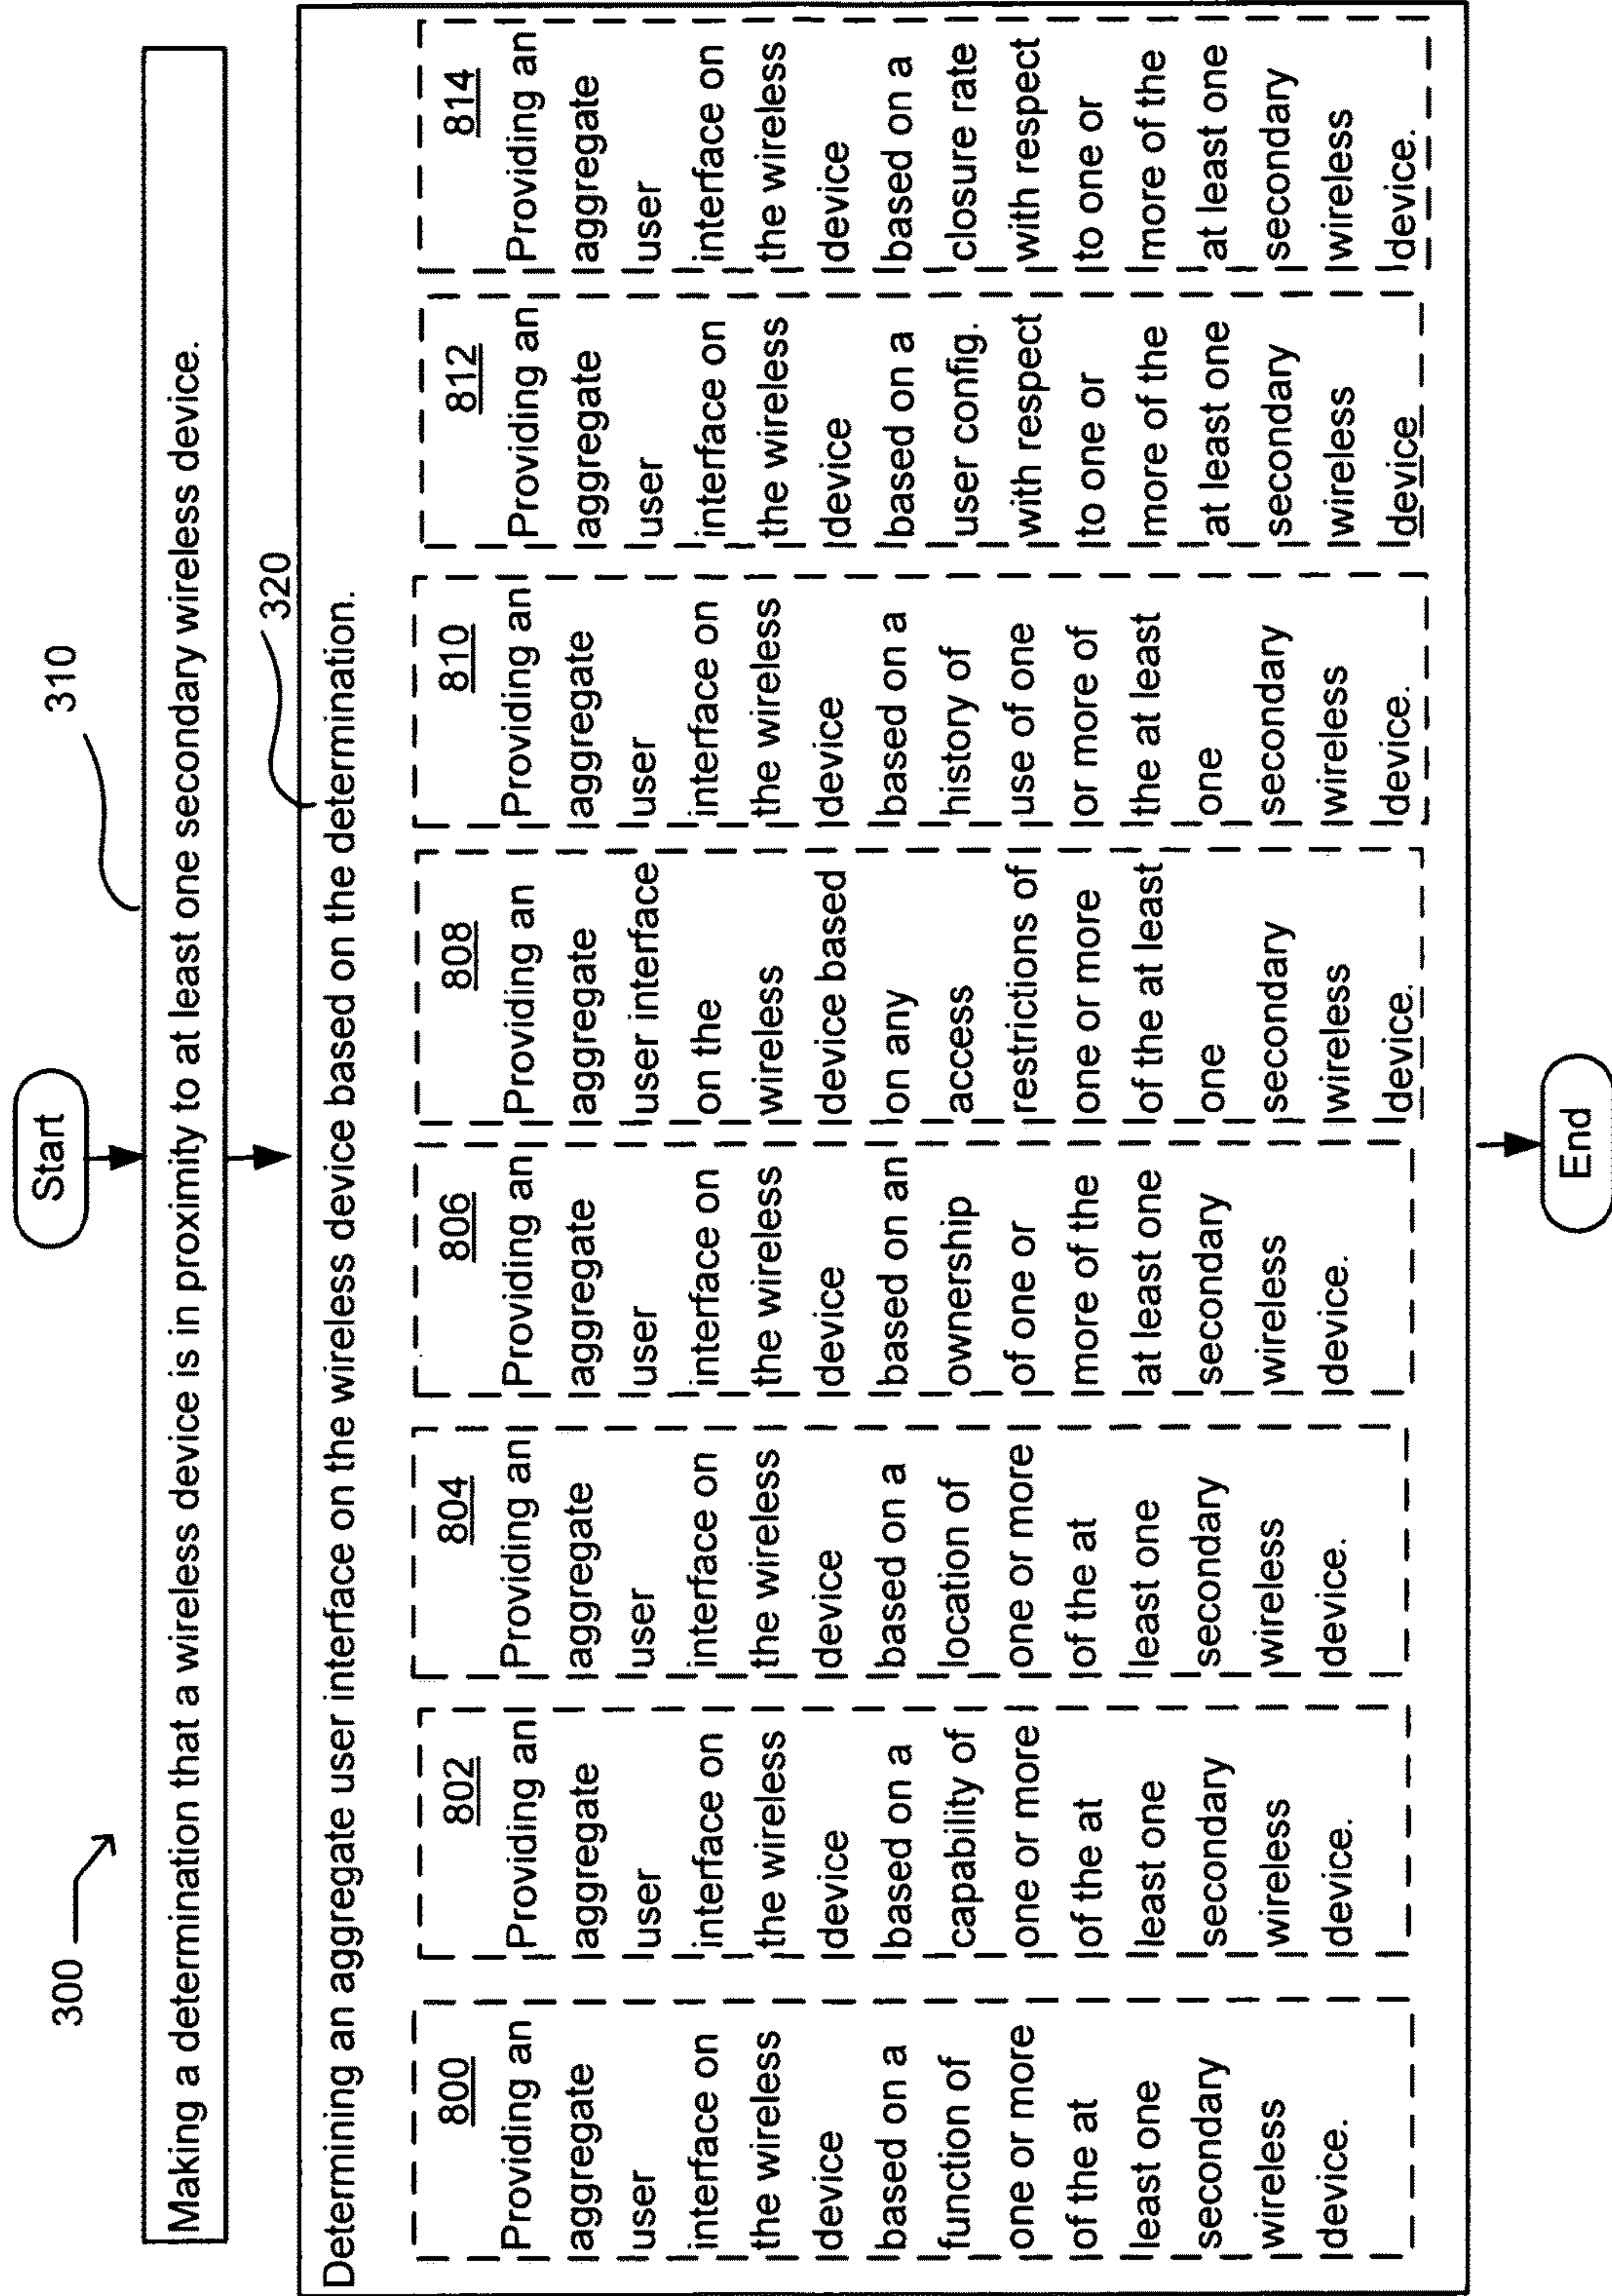 Start
300
310
Making a determination that a wireless device is in proximity to at least one secondary wireless device.
320
Determining an aggregate user interface on the wireless device based on the determination.
800
Providing an
aggregate
user
interface on
the wireless
device
based on a
function of
one or more
of the at
least one
secondary
wireless
device.
802
Providing an
aggregate
user
interface on
the wireless
device
based on a
capability of
one or more
of the at
least one
secondary
wireless
device.
804
Providing an
aggregate
user
interface on
the wireless
device
based on a
location of
one or more
of the at
least one
secondary
wireless
device.
806
Providing an
aggregate
user
interface on
the wireless
device
based on an
ownership
of one or
more of the
at least one
secondary
wireless
device.
808
Providing an
aggregate
user interface
on the
wireless
device based
on any
access
restrictions of
one or more
of the at least
one
secondary
wireless
device.
810
Providing an
aggregate
user
interface on
the wireless
device
based on a
history of
use of one
or more of
the at least
one
secondary
wireless
device.
812
Providing an
aggregate
user
interface on
the wireless
device
based on a
user config.
with respect
to one or
more of the
at least one
secondary
wireless
device
814
Providing an
aggregate
user
interface on
the wireless
device
based on a
closure rate
with respect
to one or
more of the
at least one
secondary
wireless
device.
End